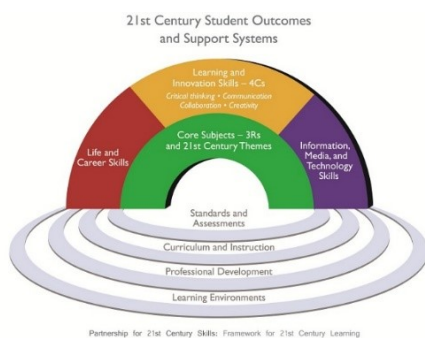 21st Century Student Outcomes
and Support Systems
Learning and
Innovation Skills – 4Cs
Critical thinking • Communication
Collaboration • Creativity
Core Subjects – 3Rs
and 21st Century Themes
Life and
Career Skills
Information,
Media, and
Technology
Skills
Standards and
Assessments
Curriculum and Instruction
Professional Development
Learning Environments
Partnership for 21st Century Skills: Framework for 21st Century Learning